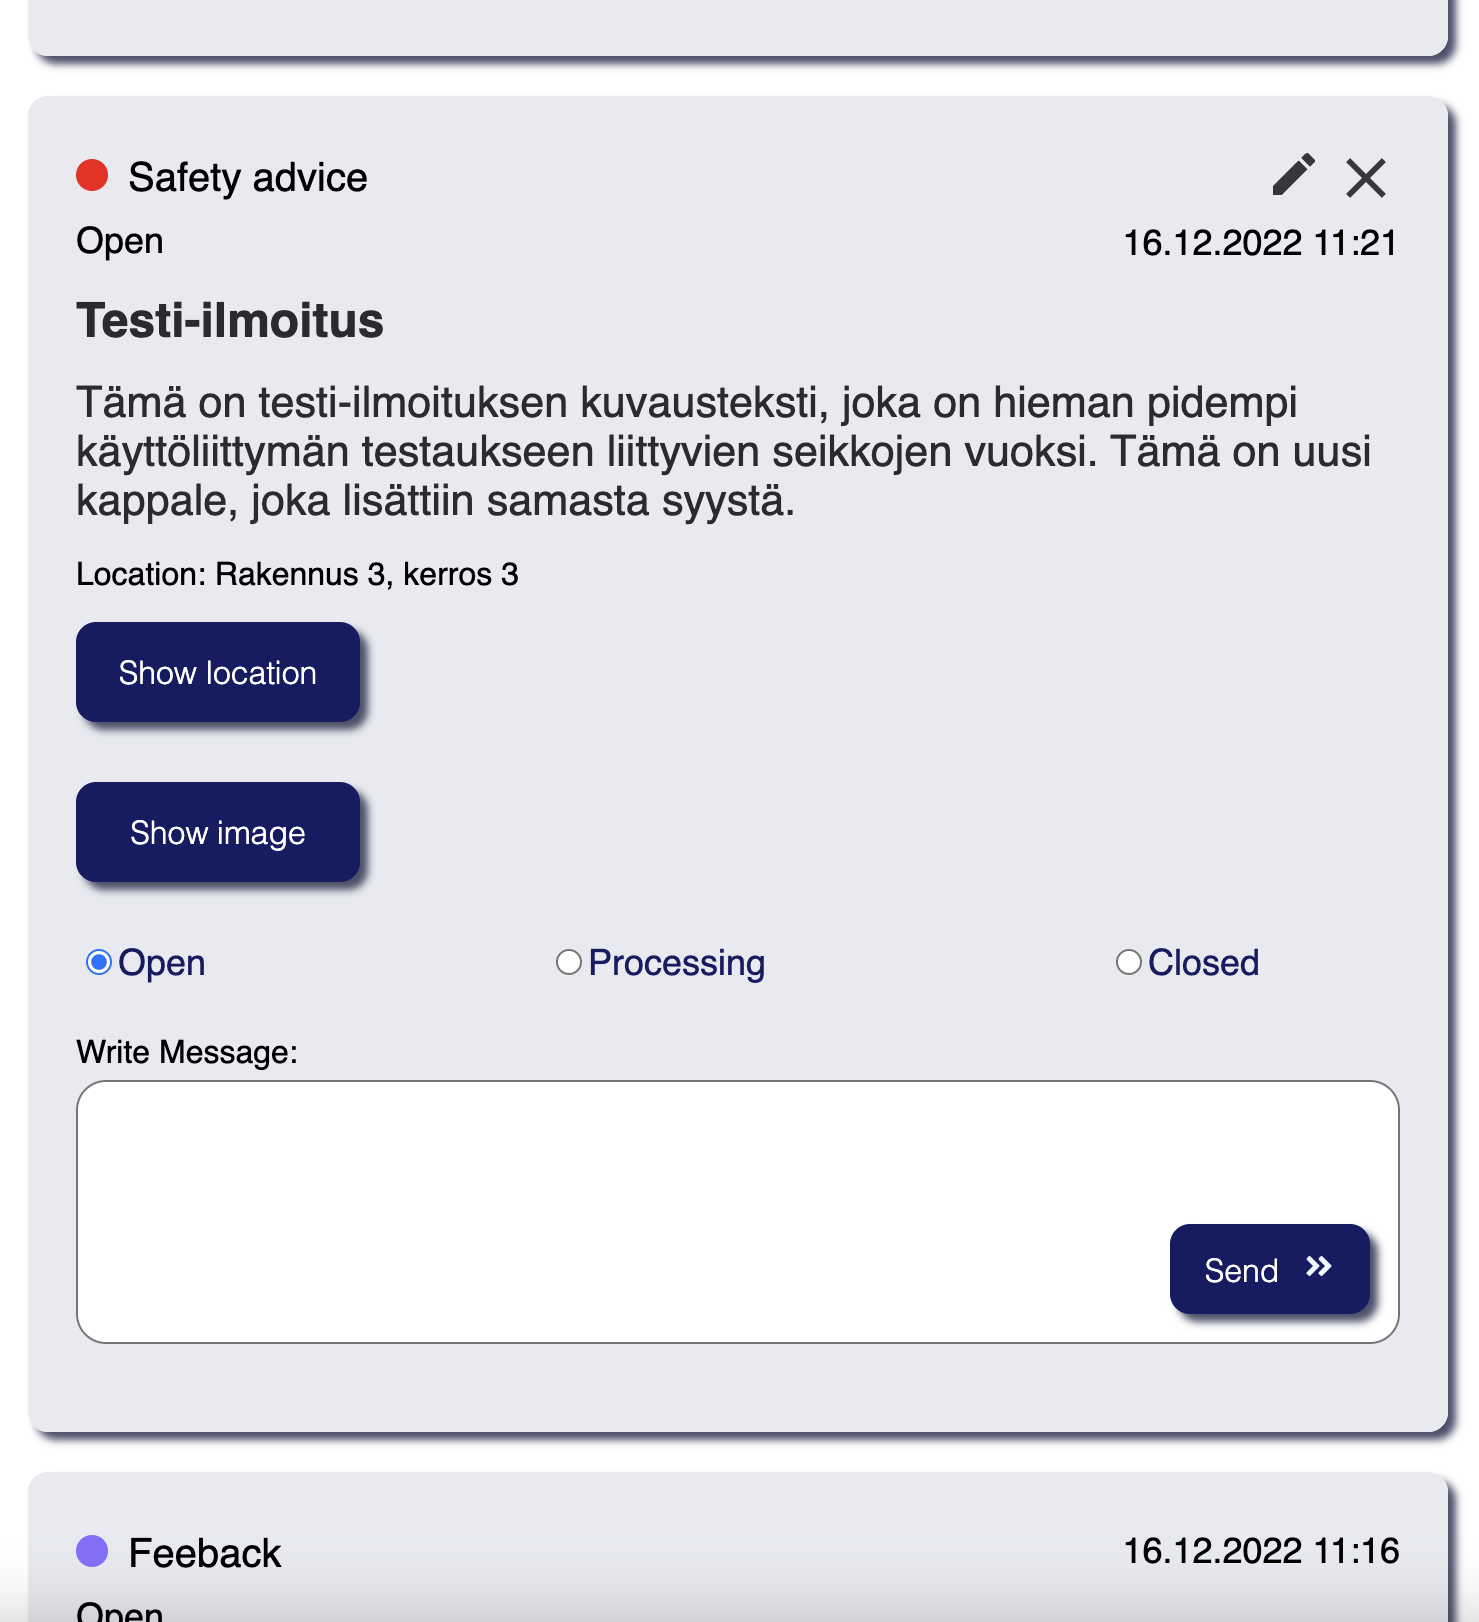 Safety advice
Open
16.12.2022 11:21
Testi-ilmoitus
Tämä on testi-ilmoituksen kuvausteksti, joka on hieman pidempi
käyttöliittymän testaukseen liittyvien seikkojen vuoksi. Tämä on uusi
kappale, joka lisättiin samasta syystä.
Location: Rakennus 3, kerros 3
Show location
Show image
Open Processing Closed
Write Message:
Send
Feeback
16.12.2022 11:16
Open